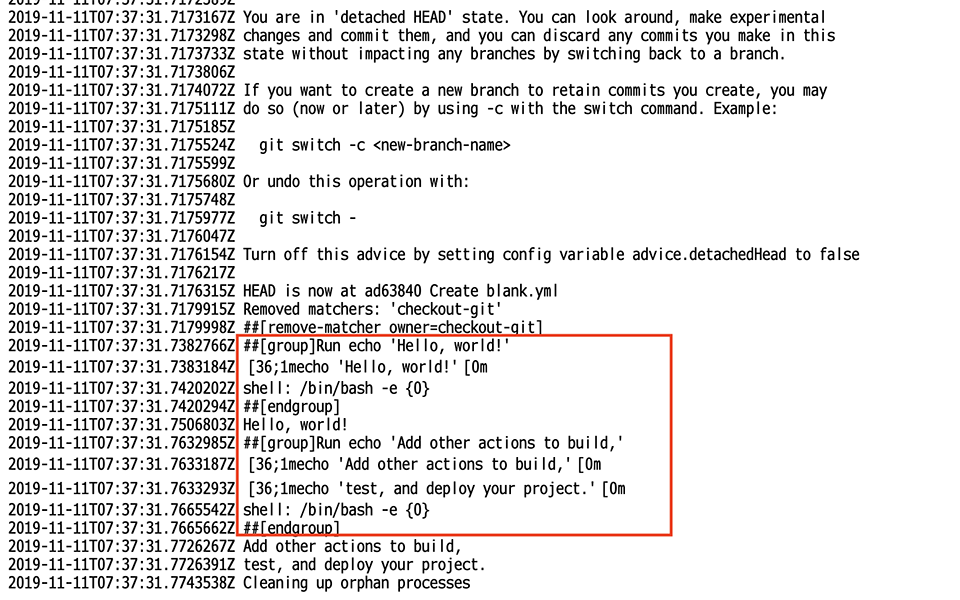 2019-11-11T07:37:31.7173167Z You are in 'detached HEAD' state. You can look around, make experimental
2019-11-11T07:37:31.7173298Z changes and commit them, and you can discard any commits you make in this
2019-11-11T07:37:31.7173733Z state without impacting any branches by switching back to a branch.
2019-11-11T07:37:31.7173806Z
2019-11-11T07:37:31.7174072Z If you want to create a new branch to retain commits you create, you may
2019-11-11T07:37:31.7175111Z do so (now or later) by using -c with the switch command. Example:
2019-11-11T07:37:31.7175185Z
2019-11-11T07:37:31.7175524Z   git switch -c <new-branch-name>
2019-11-11T07:37:31.7175599Z
2019-11-11T07:37:31.7175680Z Or undo this operation with:
2019-11-11T07:37:31.7175748Z
2019-11-11T07:37:31.7175977Z   git switch -
2019-11-11T07:37:31.7176047Z
2019-11-11T07:37:31.7176154Z Turn off this advice by setting config variable advice.detachedHead to false
2019-11-11T07:37:31.7176217Z
2019-11-11T07:37:31.7176315Z HEAD is now at ad63840 Create blank.yml
2019-11-11T07:37:31.7179915Z Removed matchers: 'checkout-git'
2019-11-11T07:37:31.7179998Z ##[remove-matcher owner=checkout-git]
2019-11-11T07:37:31.7382766Z ##[group]Run echo 'Hello, world!'
2019-11-11T07:37:31.7383184Z [36;1mecho 'Hello, world!' [0m
2019-11-11T07:37:31.7420202Z shell: /bin/bash -e {0}
2019-11-11T07:37:31.7420294Z ##[endgroup]
2019-11-11T07:37:31.7506803Z Hello, world!
2019-11-11T07:37:31.7632985Z ##[group]Run echo 'Add other actions to build,'
2019-11-11T07:37:31.7633187Z [36;1mecho 'Add other actions to build,' [0m
2019-11-11T07:37:31.7633293Z [36;1mecho 'test, and deploy your project.' [0m
2019-11-11T07:37:31.7665542Z shell: /bin/bash -e {0}
2019-11-11T07:37:31.7665662Z ##[endgroup]
2019-11-11T07:37:31.7726267Z Add other actions to build,
2019-11-11T07:37:31.7726391Z test, and deploy your project.
2019-11-11T07:37:31.7743538Z Cleaning up orphan processes